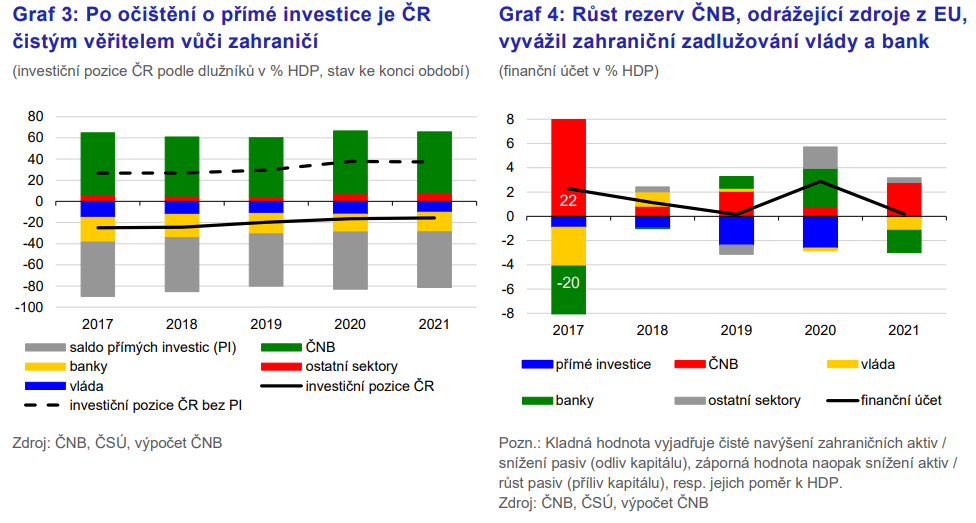 Graf 3: Po očištění o přímé investice je ČR
čistým věřitelem vůči zahraničí
(investiční pozice ČR podle dlužníků v % HDP, stav ke konci období)
80
60
40
20
0
-20
-40
-60
-80
-100
2017 2018 2019 2020 2021
saldo přímých investic (PI) ČNB
banky ostatní sektory
vláda investiční pozice ČR
investiční pozice ČR bez PI
Zdroj: ČNB, ČSÚ, výpočet ČNB
Graf 4: Růst rezerv ČNB, odrážející zdroje z EU,
vyvážil zahraniční zadlužování vlády a bank
(finanční účet v % HDP)
8
6
4
2
0
-2
-4
-6
-8
22
-20
2017 2018 2019 2020 2021
přímé investice ČNB vláda
banky ostatní sektory finanční účet
Pozn.: Kladná hodnota vyjadřuje čisté navýšení zahraničních aktiv /
snížení pasiv (odliv kapitálu), záporná hodnota naopak snížení aktiv /
růst pasiv (příliv kapitálu), resp. jejich poměr k HDP.
Zdroj: ČNB, ČSÚ, výpočet ČNB